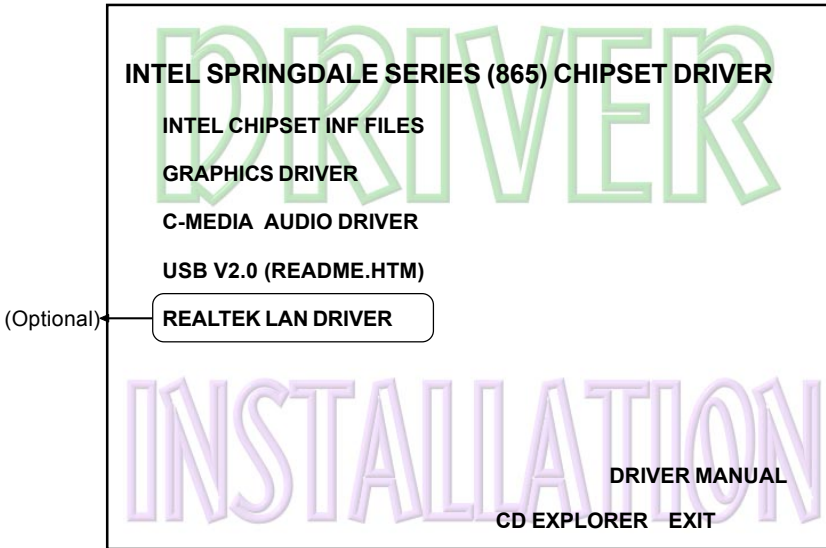 DRIVER
INTEL SPRINGDALE SERIES (865) CHIPSET DRIVER
INTEL CHIPSET INF FILES
GRAPHICS DRIVER
C-MEDIA AUDIO DRIVER
USB V2.0 (README.HTM)
(Optional) REALTEK LAN DRIVER
INSTALLATION
DRIVER MANUAL
CD EXPLORER EXIT